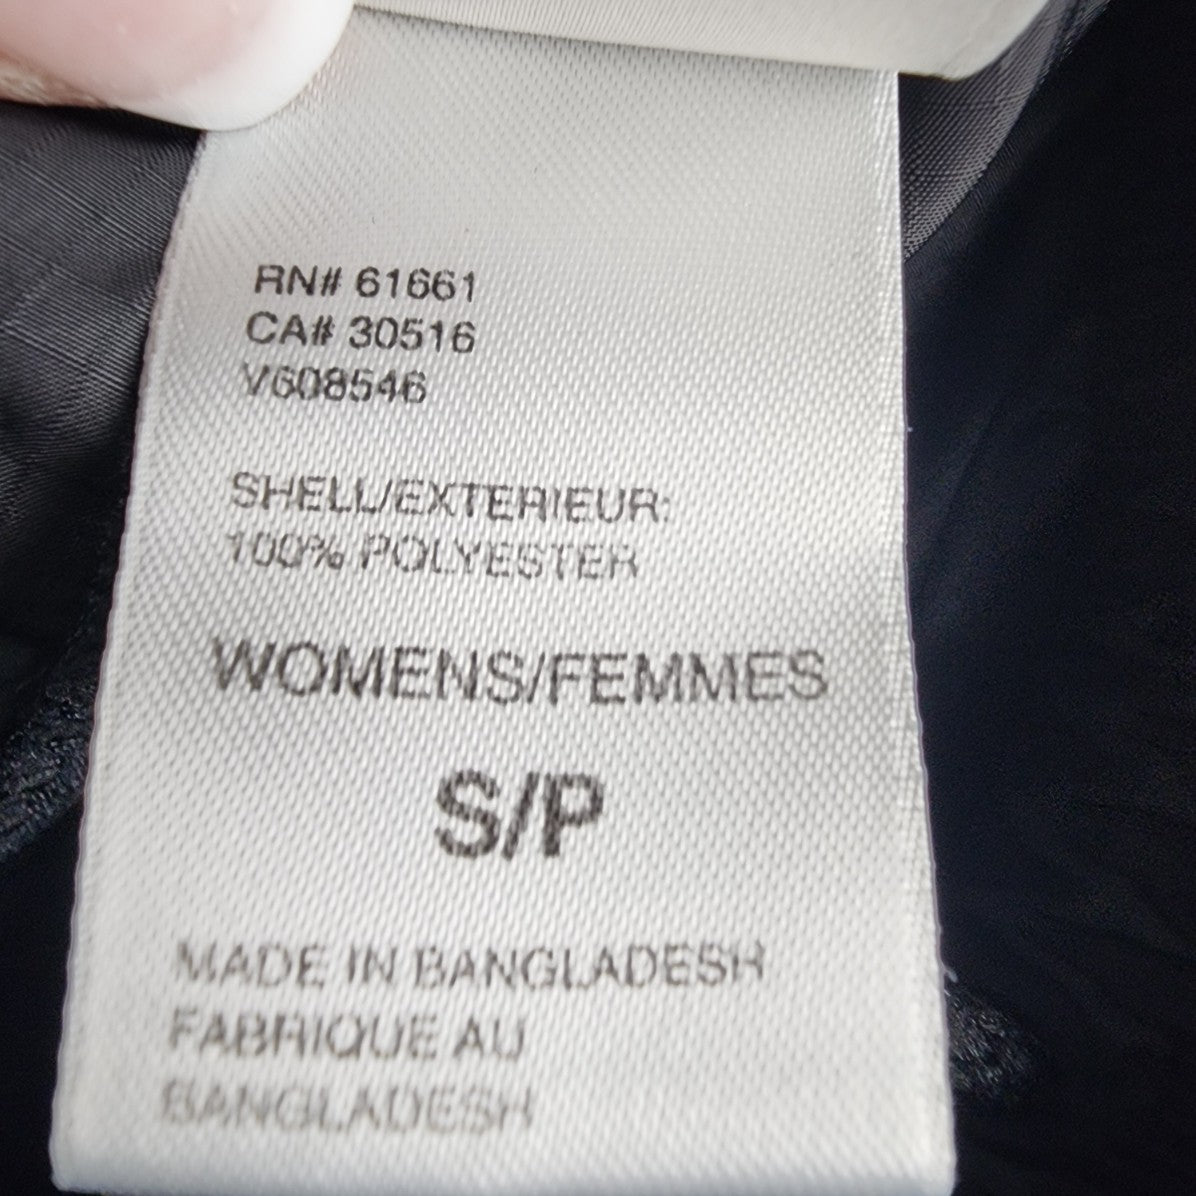 RN# 61661
CA# 30516
V608546
SHELL/EXTERIEUR:
100% POLYESTER
WOMENS/FEMMES
S/P
MADE IN BANGLADESH
FABRIQUE AU
BANGLADESH